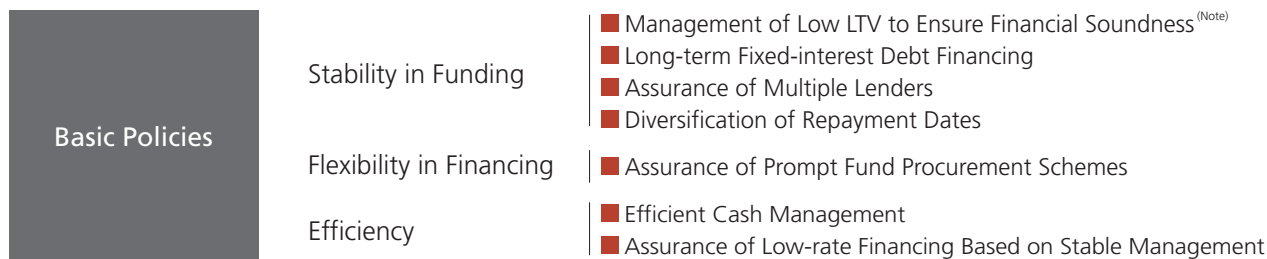 Basic Policies
Stability in Funding
Management of Low LTV to Ensure Financial Soundness (Note)
Long-term Fixed-interest Debt Financing
Assurance of Multiple Lenders
Diversification of Repayment Dates
Flexibility in Financing
Assurance of Prompt Fund Procurement Schemes
Efficiency
Efficient Cash Management
Assurance of Low-rate Financing Based on Stable Management